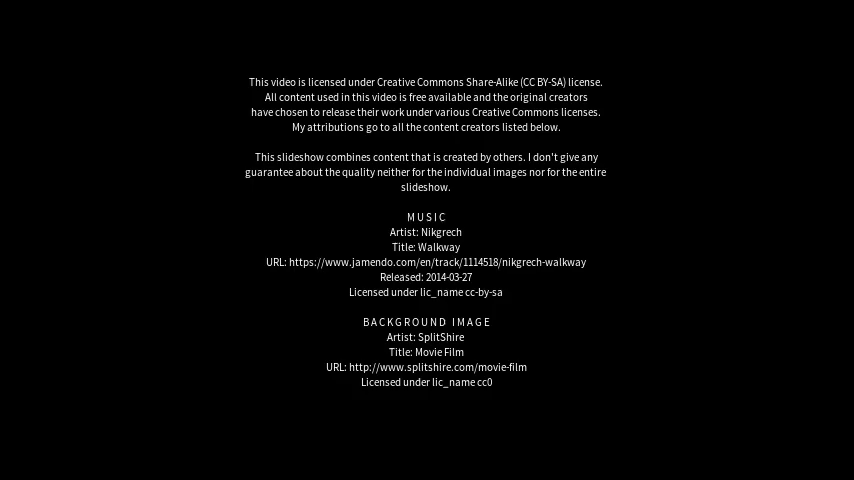 This video is licensed under Creative Commons Share-Alike (CC BY-SA) license.
All content used in this video is free available and the original creators
have chosen to release their work under various Creative Commons licenses.
My attributions go to all the content creators listed below.
This slideshow combines content that is created by others. I don't give any
guarantee about the quality neither for the individual images nor for the entire
slideshow.
MUSIC
Artist: Nikgrech
Title: Walkway
URL: https://www.jamendo.com/en/track/1114518/nikgrech-walkway
Released: 2014-03-27
Licensed under lic_name cc-by-sa
BACKGROUND IMAGE
Artist: SplitShire
Title: Movie Film
URL: http://www.splitshire.com/movie-film
Licensed under lic_name cc0